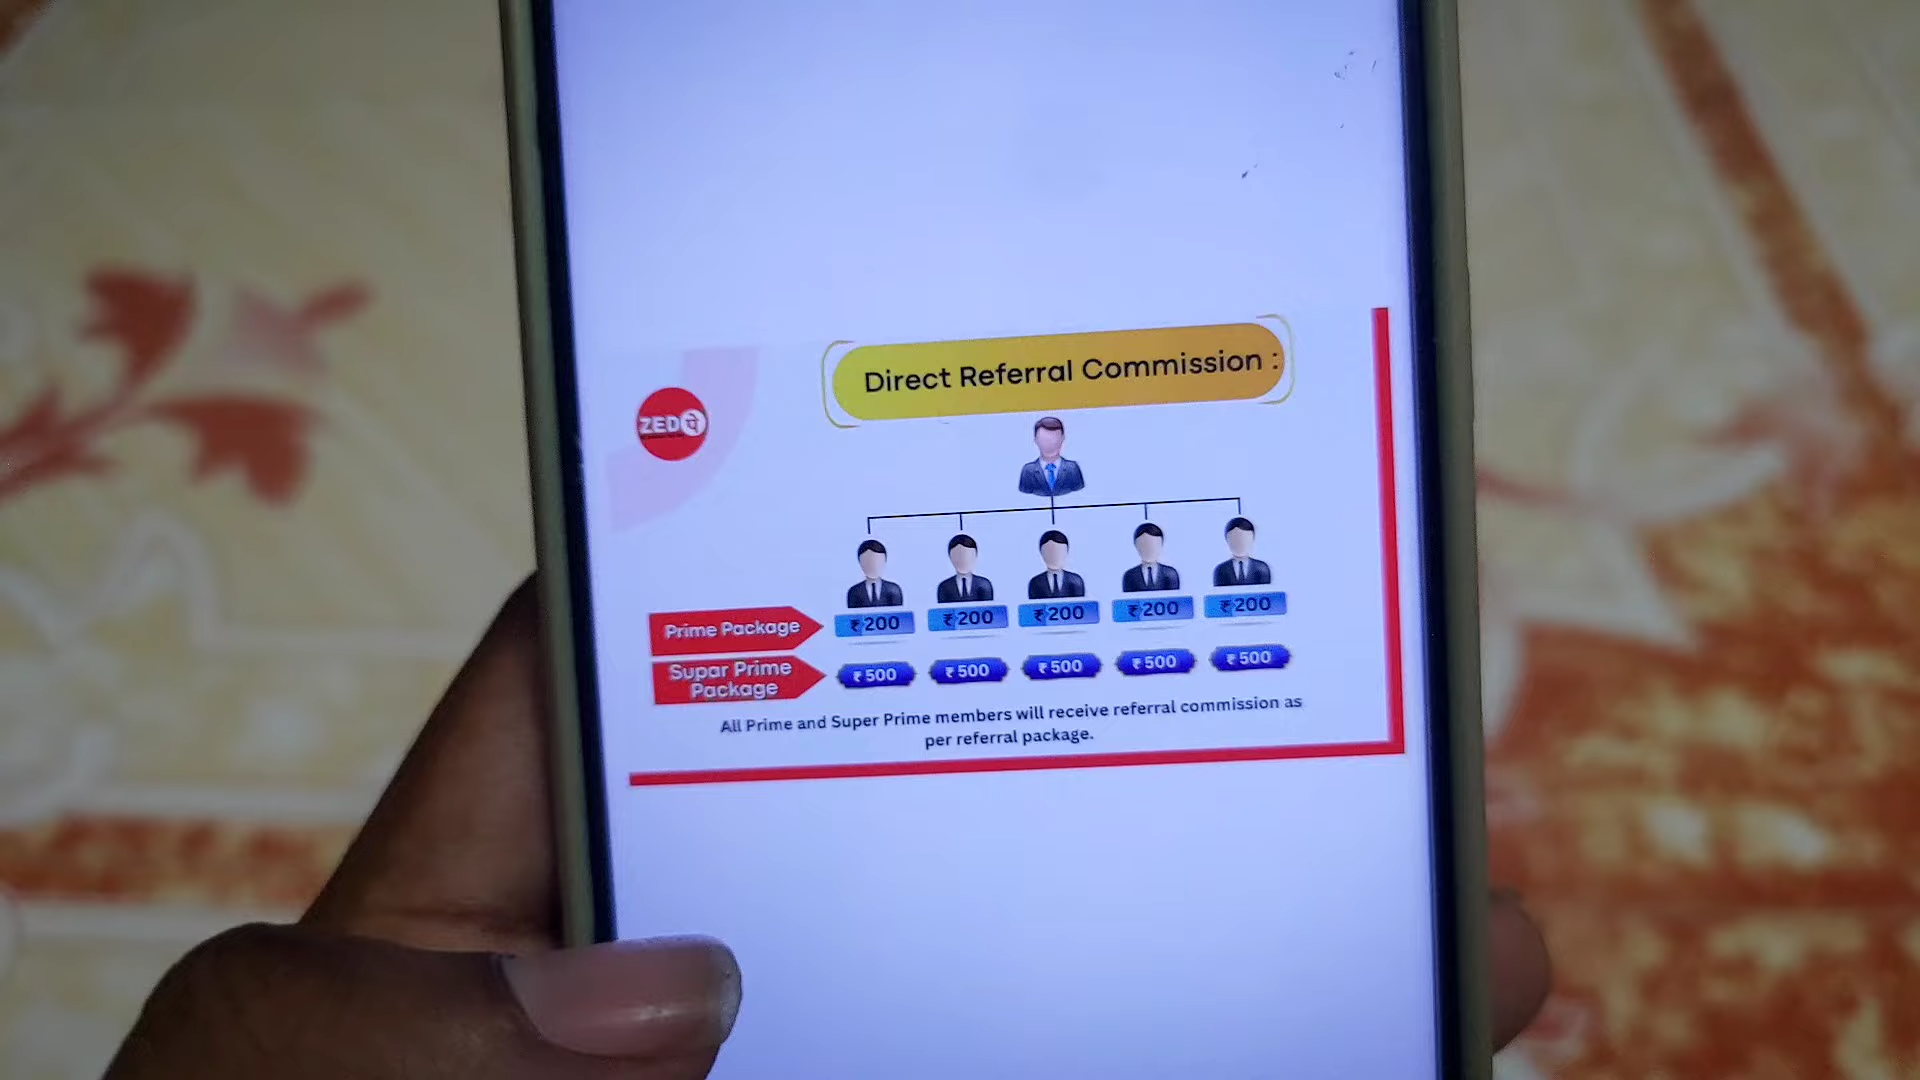 Direct Referral Commission :
ZEDपे
Prime Package
₹200
₹200
₹200
₹200
₹200
Supar Prime
Package
₹500
₹500
₹500
₹500
₹500
All Prime and Super Prime members will receive referral commission as
per referral package.